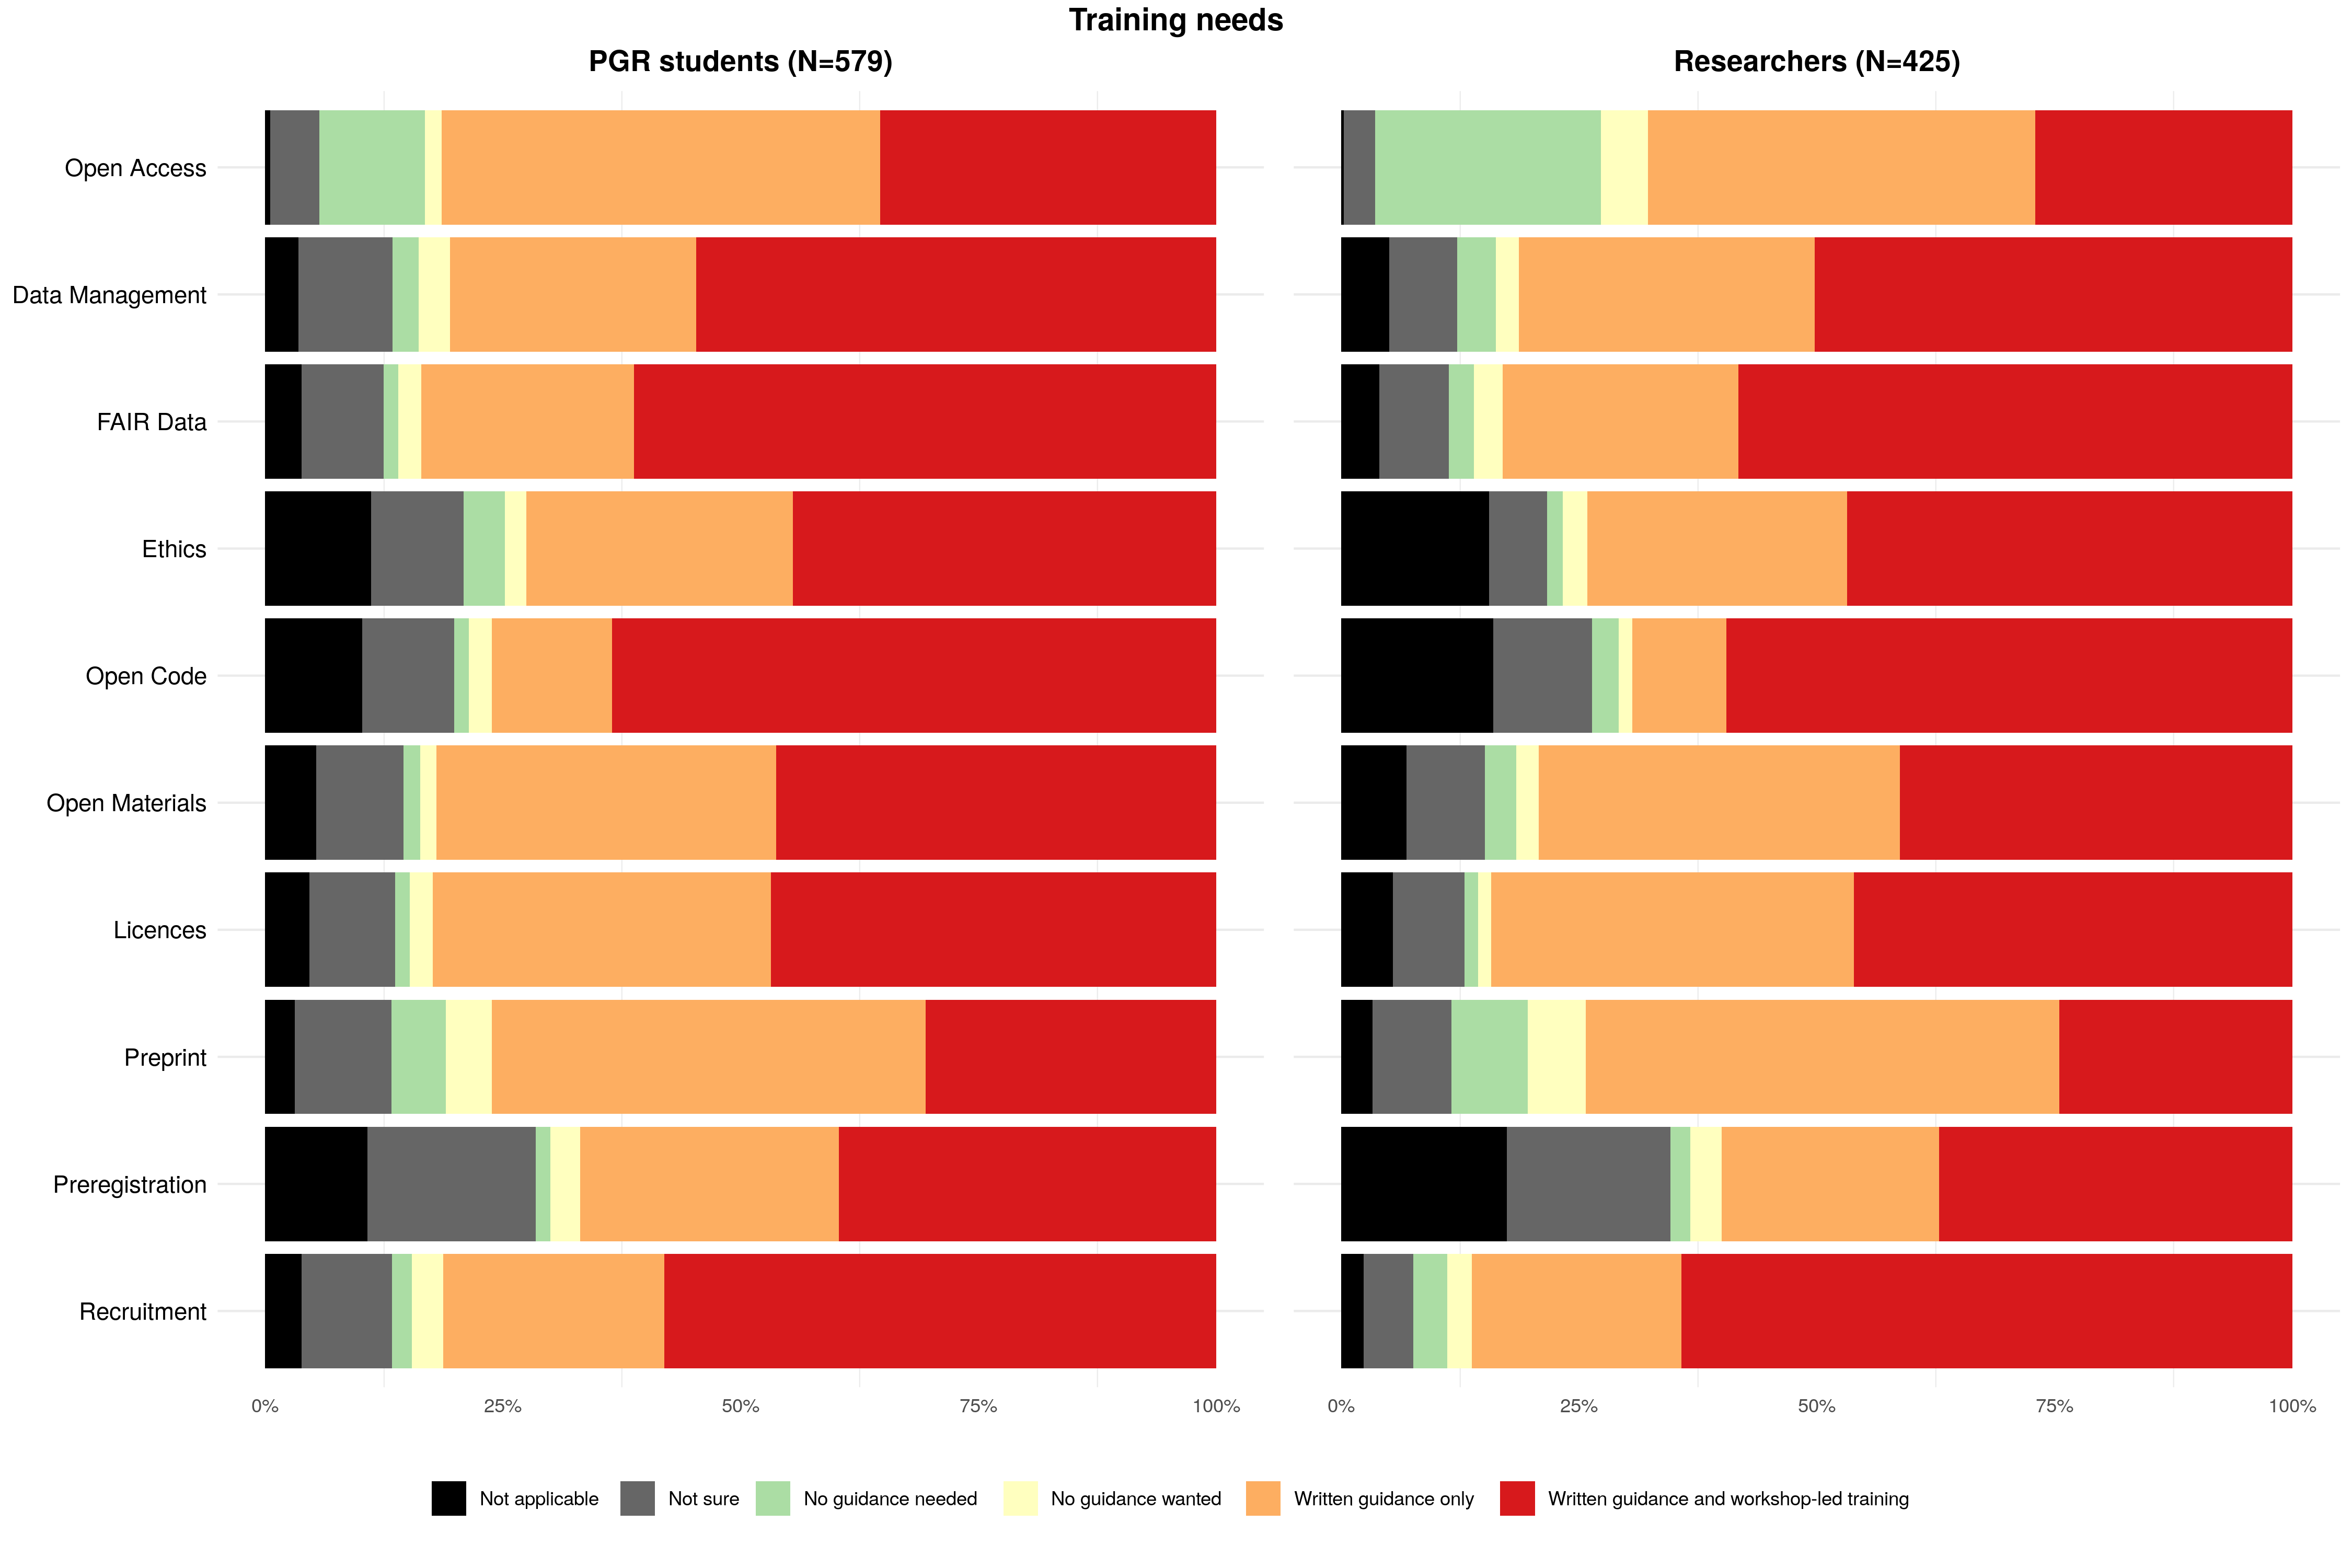 Training needs
PGR students (N=579)
Researchers (N=425)
Open Access
Data Management
FAIR Data
Ethics
Open Code
Open Materials
Licences
Preprint
Preregistration
Recruitment
0% 25% 50% 75% 100%
0% 25% 50% 75% 100%
Not applicable Not sure No guidance needed No guidance wanted Written guidance only Written guidance and workshop-led training